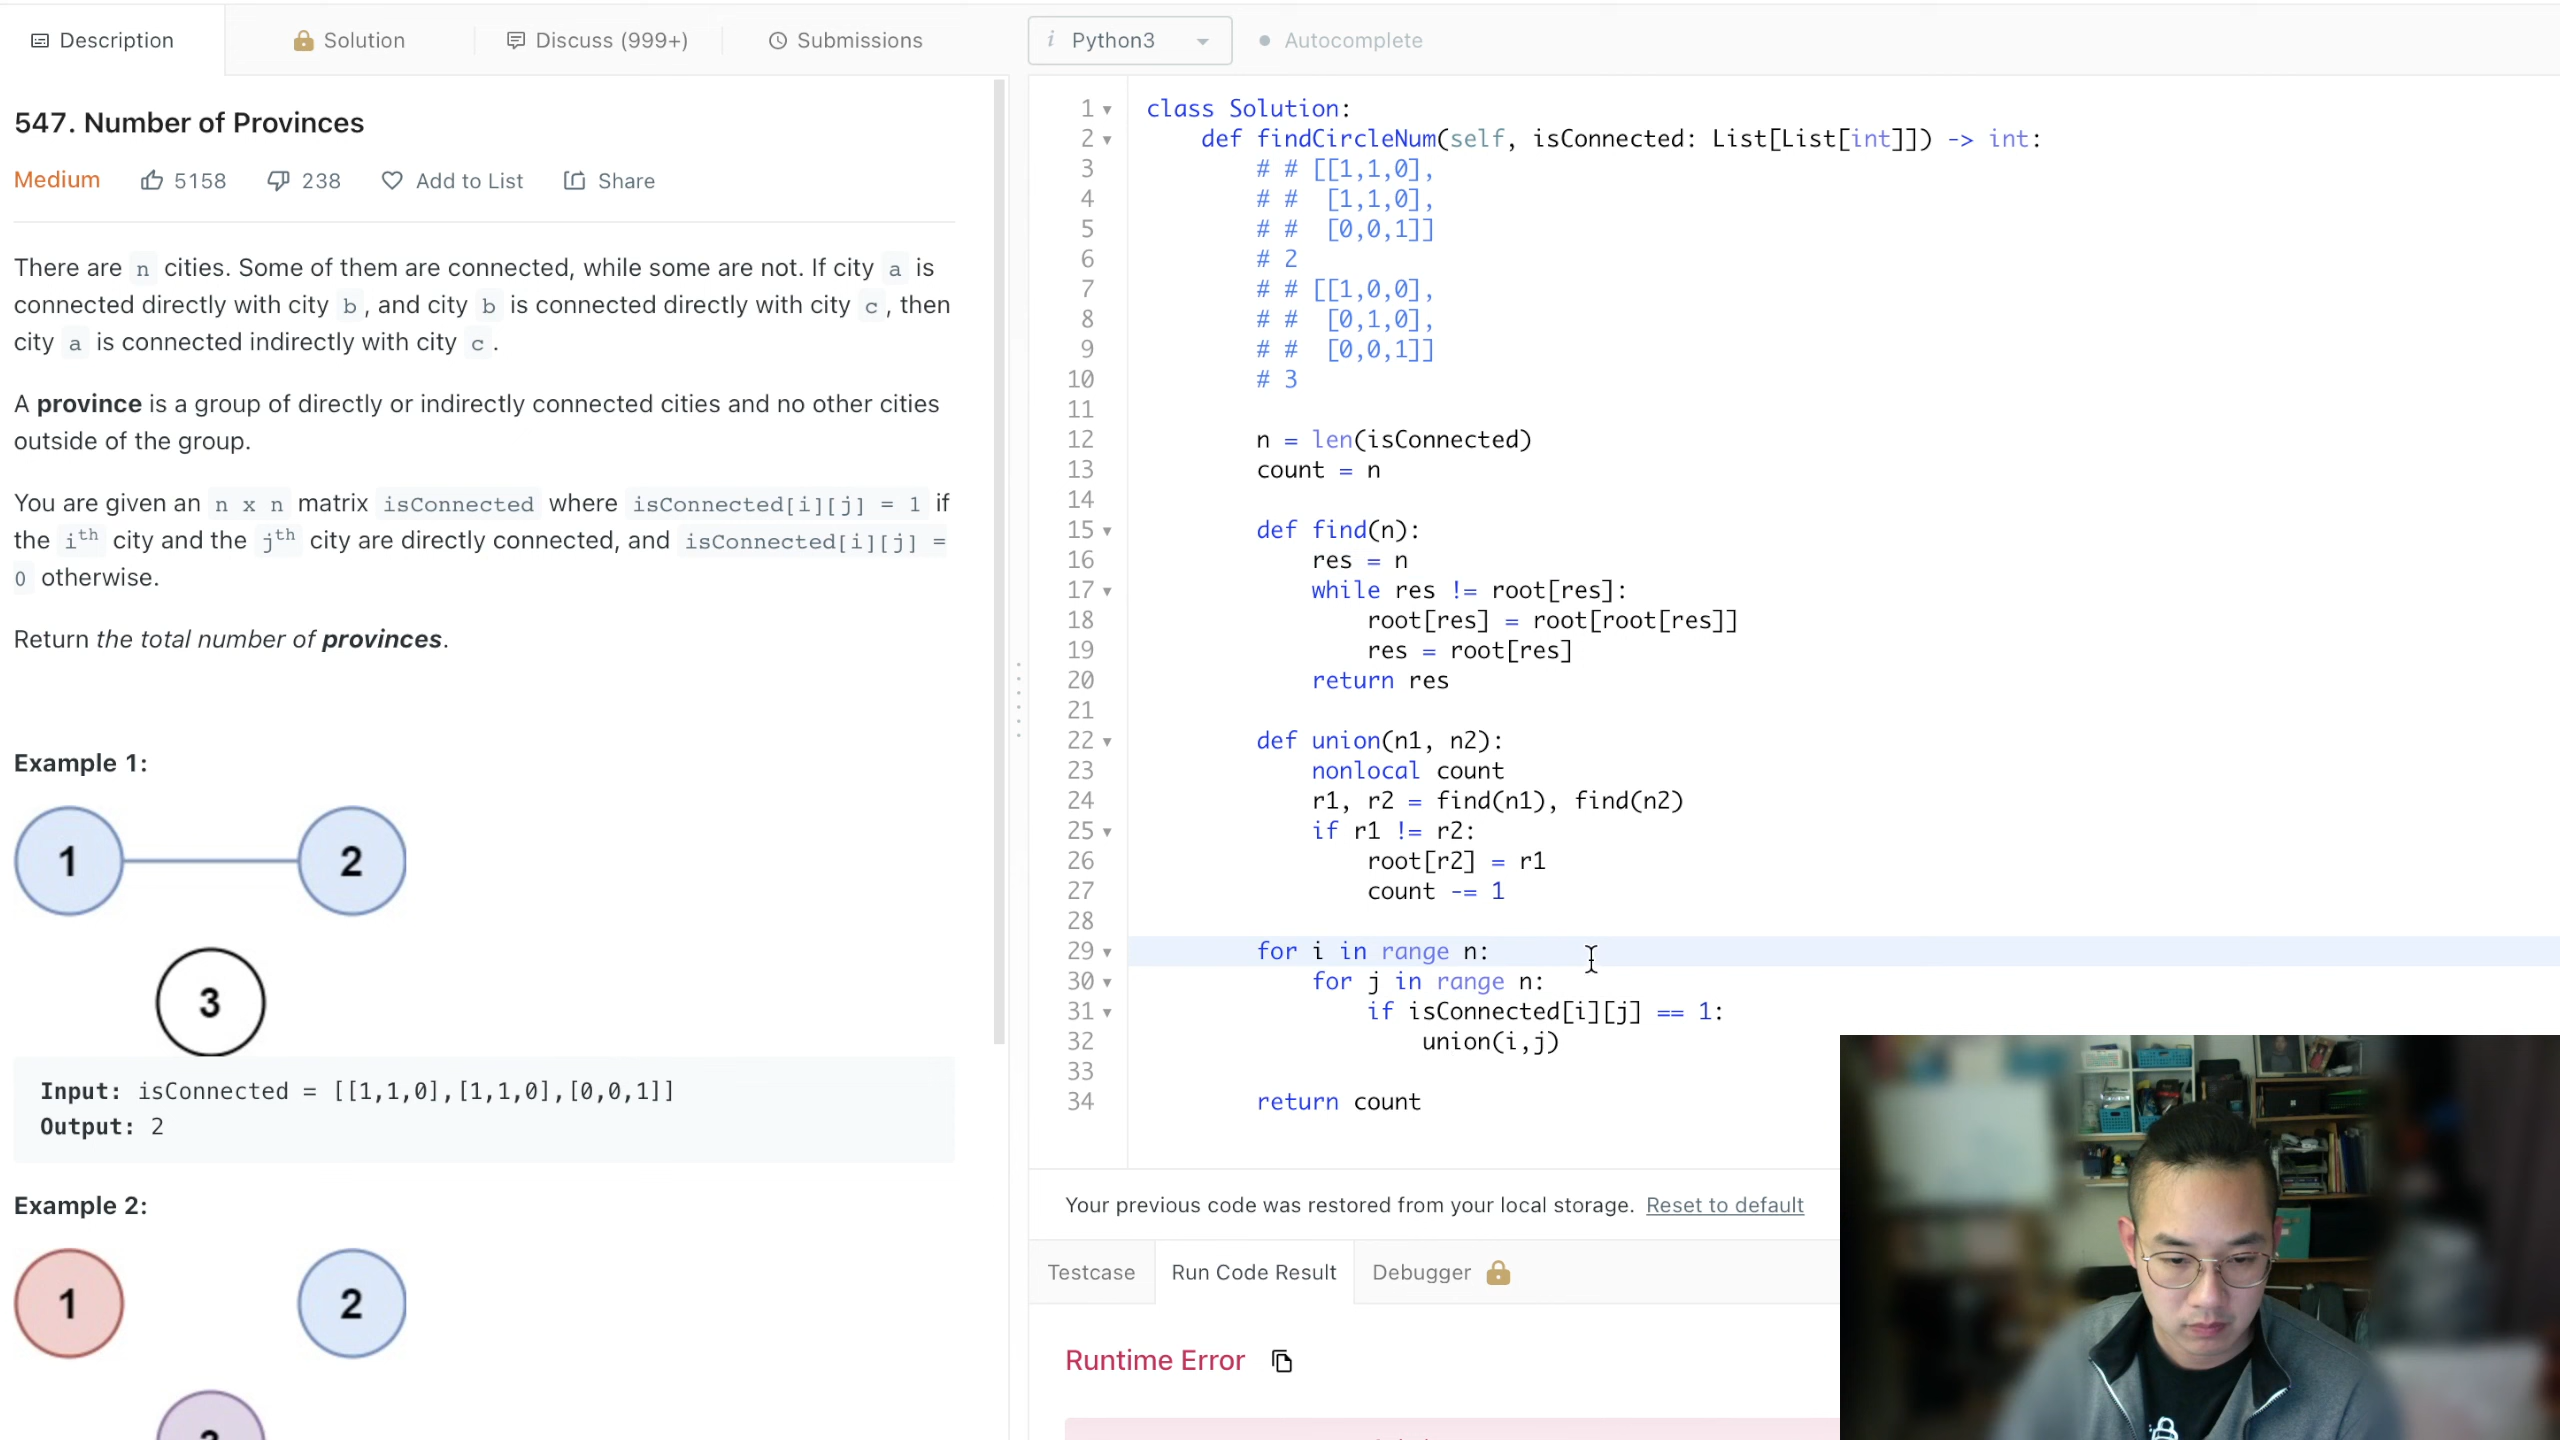 Description
Solution
Discuss (999+)
Submissions
547. Number of Provinces
Medium
5158
238
Add to List
Share
There are n cities. Some of them are connected, while some are not. If city a is
connected directly with city b , and city b is connected directly with city c , then
city a is connected indirectly with city c .
A province is a group of directly or indirectly connected cities and no other cities
outside of the group.
You are given an n x n matrix isConnected where isConnected[i][j] = 1 if
the ith city and the jth city are directly connected, and isConnected[i][j] =
0 otherwise.
Return the total number of provinces.
Example 1:
1
2
3
Input: isConnected = [[1,1,0],[1,1,0],[0,0,1]]
Output: 2
Example 2:
1
2
i Python3
Autocomplete
1 class Solution:
2 def findCircleNum(self, isConnected: List[List[int]]) -> int:
3 # # [[1,1,0],
4 # # [1,1,0],
5 # # [0,0,1]]
6 # 2
7 # # [[1,0,0],
8 # # [0,1,0],
9 # # [0,0,1]]
10 # 3
11
12 n = len(isConnected)
13 count = n
14
15 def find(n):
16 res = n
17 while res != root[res]:
18 root[res] = root[root[res]]
19 res = root[res]
20 return res
21
22 def union(n1, n2):
23 nonlocal count
24 r1, r2 = find(n1), find(n2)
25 if r1 != r2:
26 root[r2] = r1
27 count -= 1
28
29 for i in range n:
30 for j in range n:
31 if isConnected[i][j] == 1:
32 union(i,j)
33
34 return count
Your previous code was restored from your local storage. Reset to default
Testcase
Run Code Result
Debugger
Runtime Error